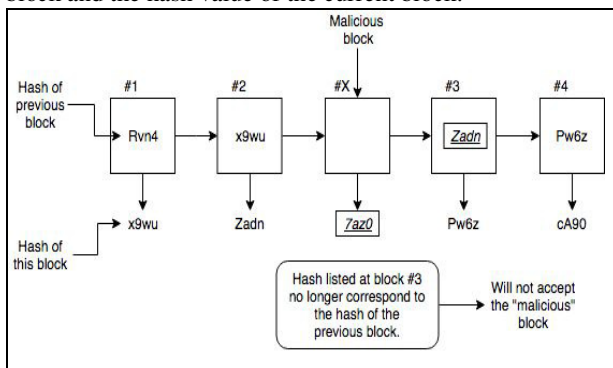 block and the hash value of the current block.
Malicious
block
Hash of
previous
block
#1
#2
#X
#3
#4
Rvn4
x9wu
Zadn
Pw6z
Hash of
this block
x9wu
Zadn
7az0
Pw6z
cA90
Hash listed at block #3
no longer correspond to
the hash of the
previous block.
Will not accept
the "malicious"
block